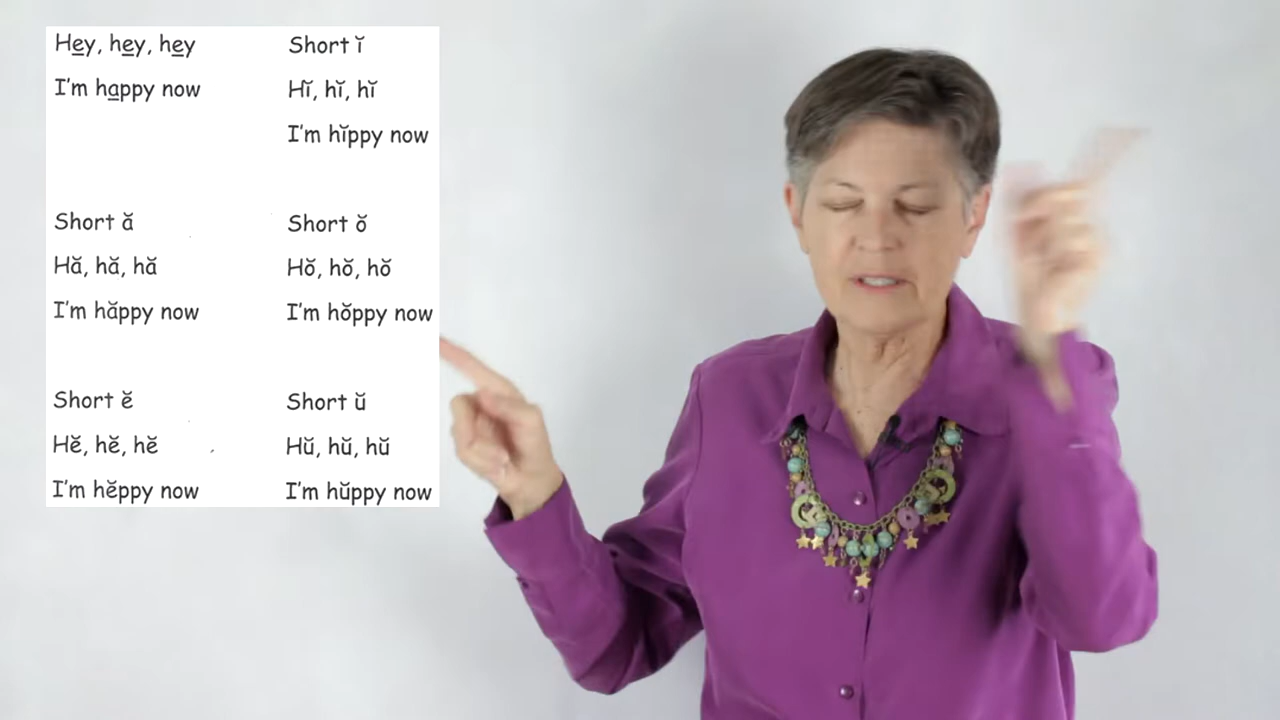 Hey, hey, hey
I'm happy now
Short ă
Hă, hă, hă
I'm hăppy now
Short ĕ
Hĕ, hĕ, hĕ
I'm hĕppy now
Short ĭ
Hĭ, hĭ, hĭ
I'm hĭppy now
Short ŏ
Hŏ, hŏ, hŏ
I'm hŏppy now
Short ŭ
Hŭ, hŭ, hŭ
I'm hŭppy now